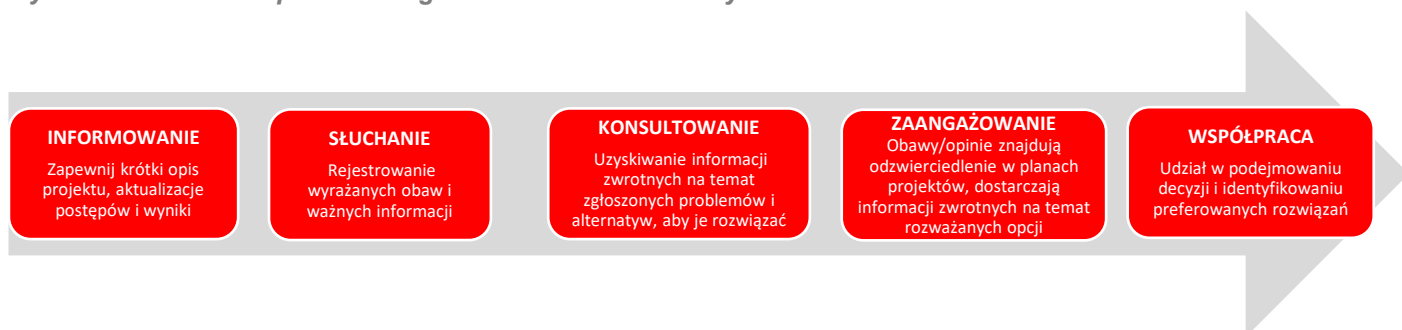 INFORMOWANIE
Zapewnij krótki opis
projektu, aktualizacje
postępów i wyniki
SŁUCHANIE
Rejestrowanie
wyrażanych obaw i
ważnych informacji
KONSULTOWANIE
Uzyskiwanie informacji
zwrotnych na temat
zgłoszonych problemów i
alternatyw, aby je rozwiązać
ZAANGAŻOWANIE
Obawy/opinie znajdują
odzwierciedlenie w planach
projektów, dostarczają
informacji zwrotnych na temat
rozważanych opcji
WSPÓŁPRACA
Udział w podejmowaniu
decyzji i identyfikowaniu
preferowanych rozwiązań